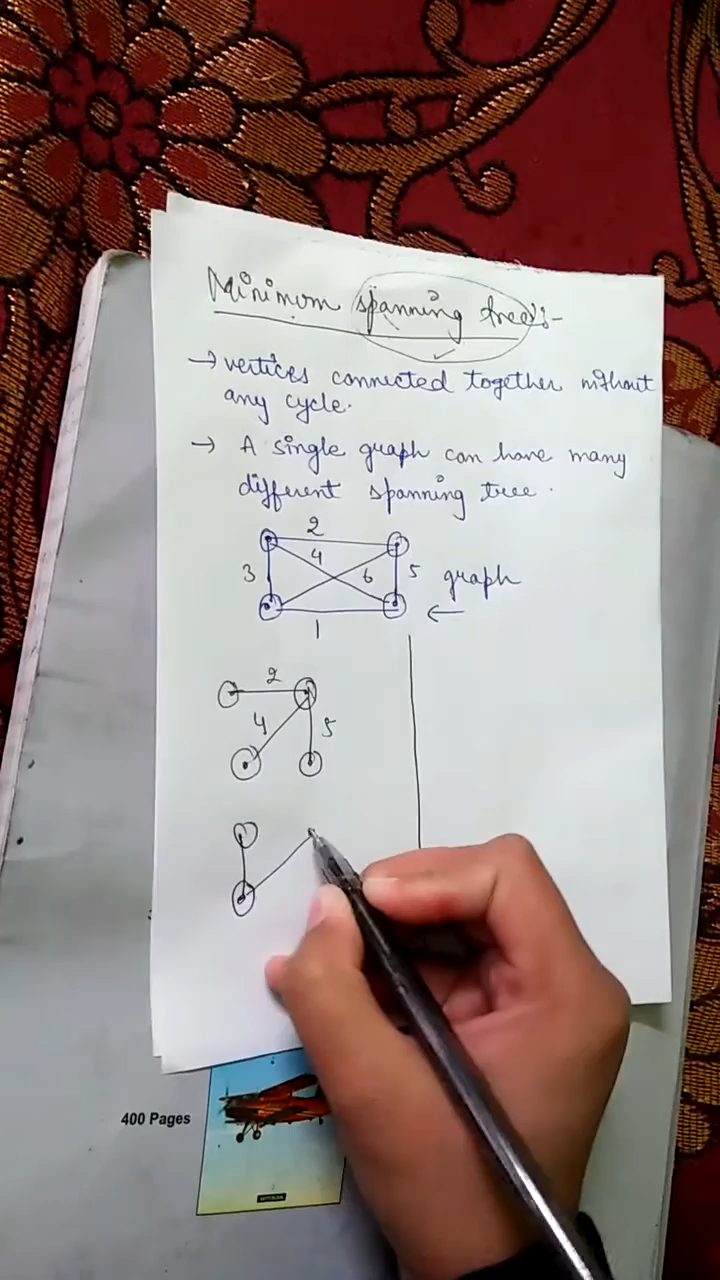 Minimum spanning tree's:-
→ vertices connected together without
any cycle.
→ A single graph can have many
different spanning tree.
2
3 4 6 5 graph
←
1
2
4 5
400 Pages